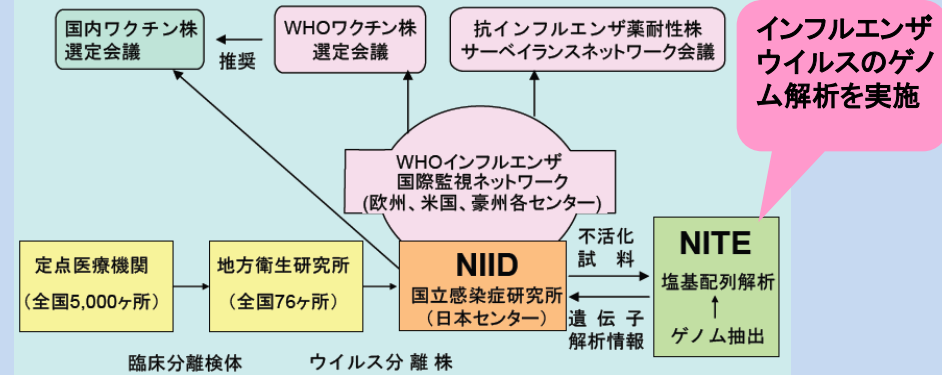 国内ワクチン株
選定会議
推奨
WHOワクチン株
選定会議
抗インフルエンザ薬耐性株
サーベイランスネットワーク会議
インフルエンザ
ウイルスのゲノ
ム解析を実施
WHOインフルエンザ
国際監視ネットワーク
(欧州、米国、豪州各センター)
定点医療機関
(全国5,000ヶ所)
地方衛生研究所
(全国76ヶ所)
NIID
国立感染症研究所
(日本センター)
不活化
試 料
遺 伝 子
解析情報
NITE
塩基配列解析
ゲノム抽出
臨床分離検体
ウイルス分 離 株